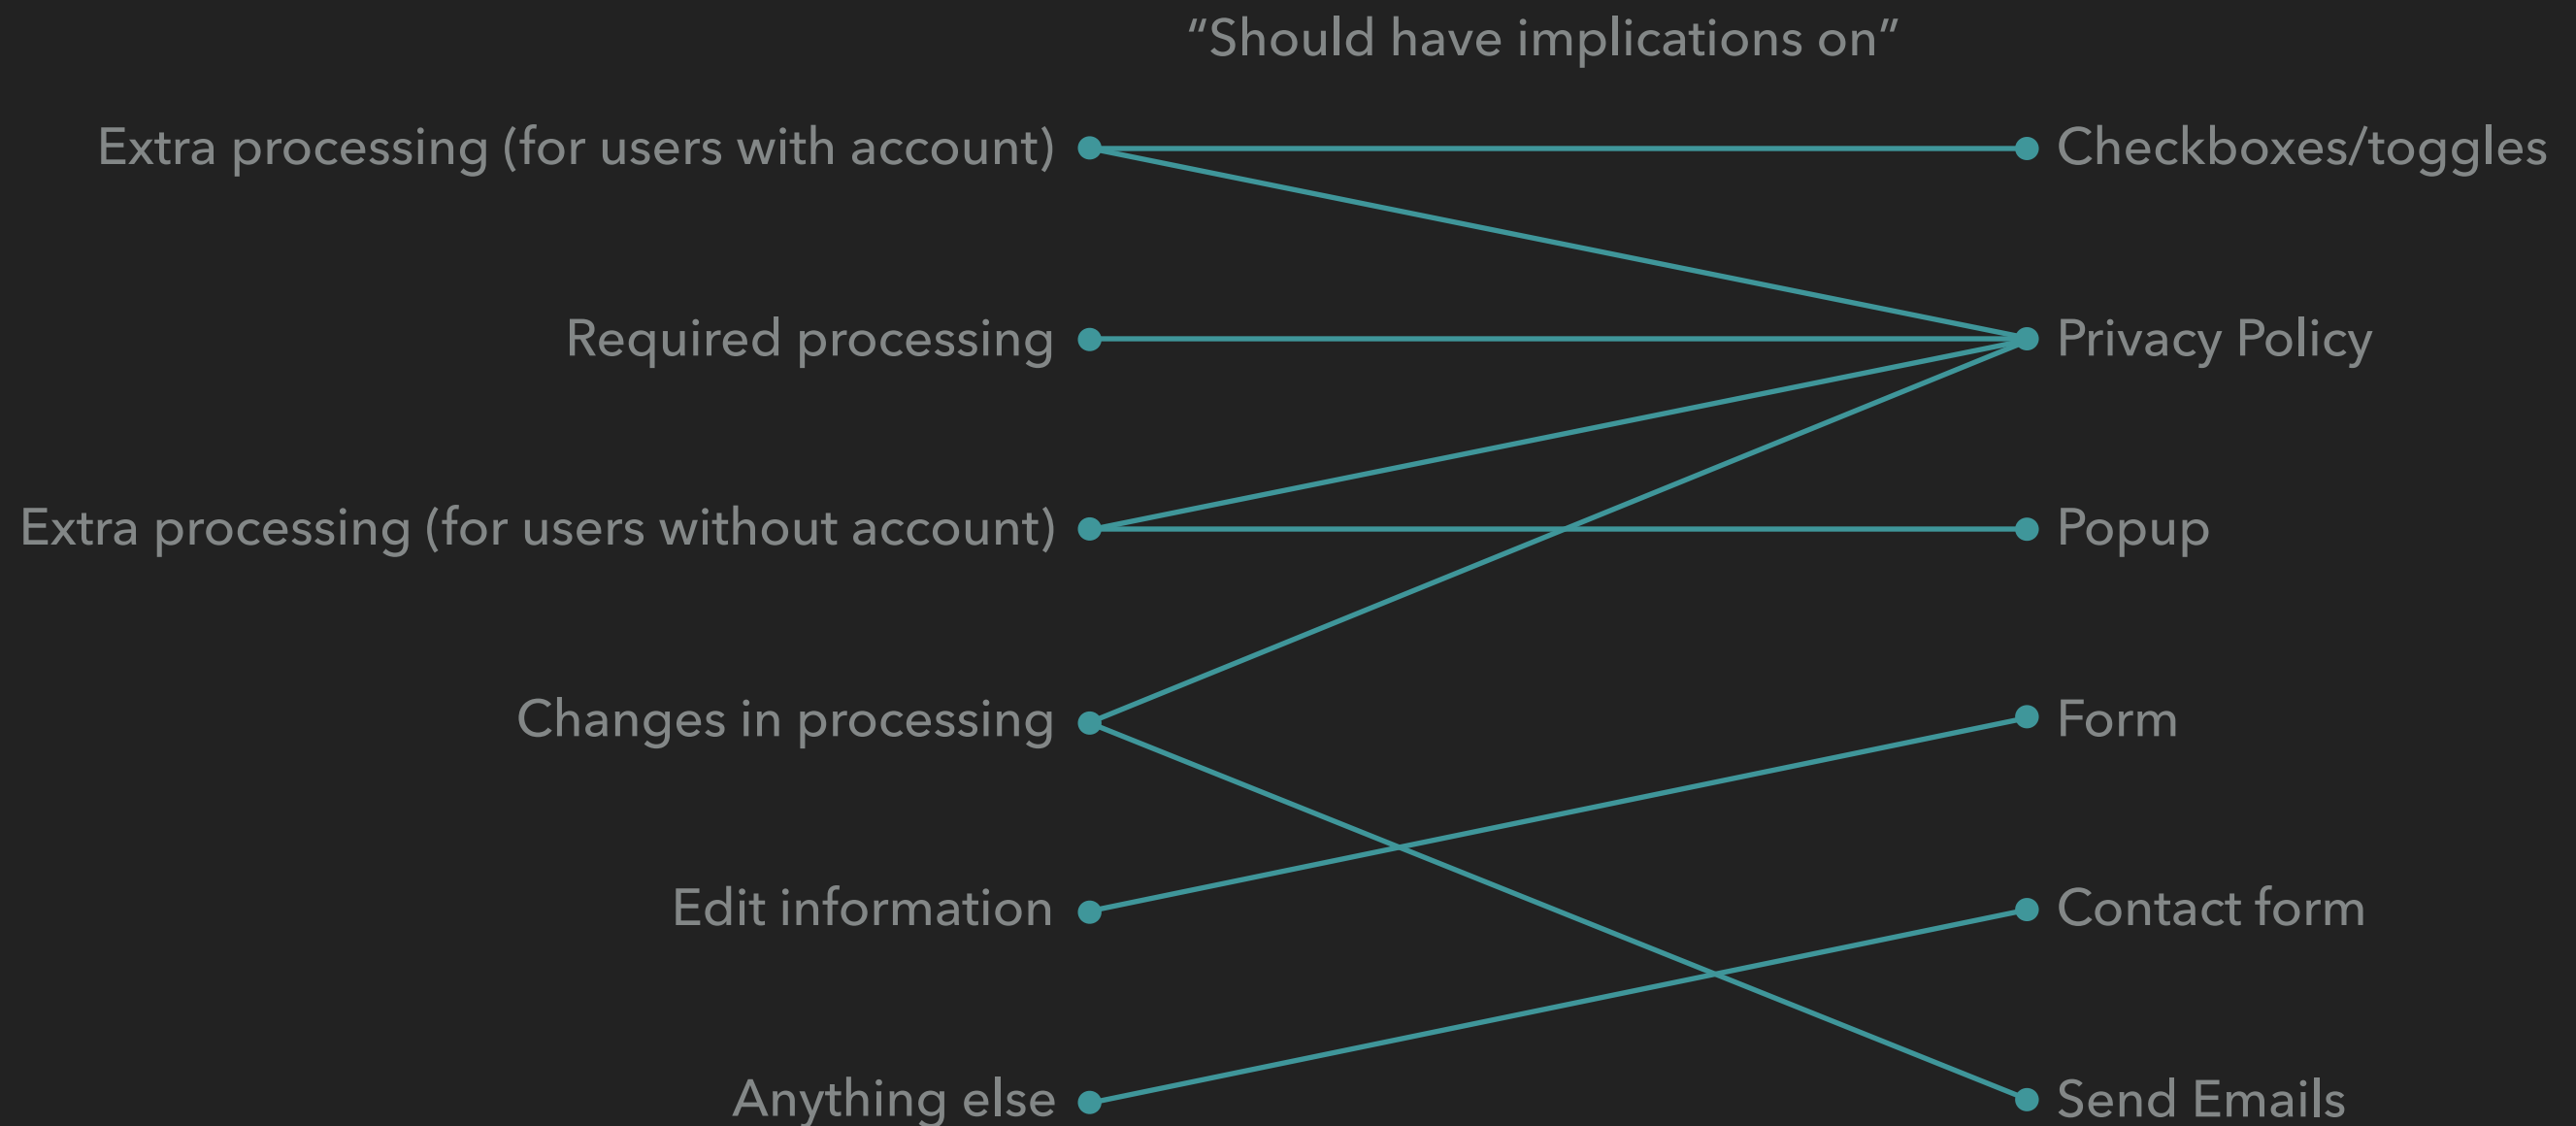 “Should have implications on”
Extra processing (for users with account)
Checkboxes/toggles
Required processing
Privacy Policy
Extra processing (for users without account)
Popup
Changes in processing
Form
Edit information
Contact form
Anything else
Send Emails